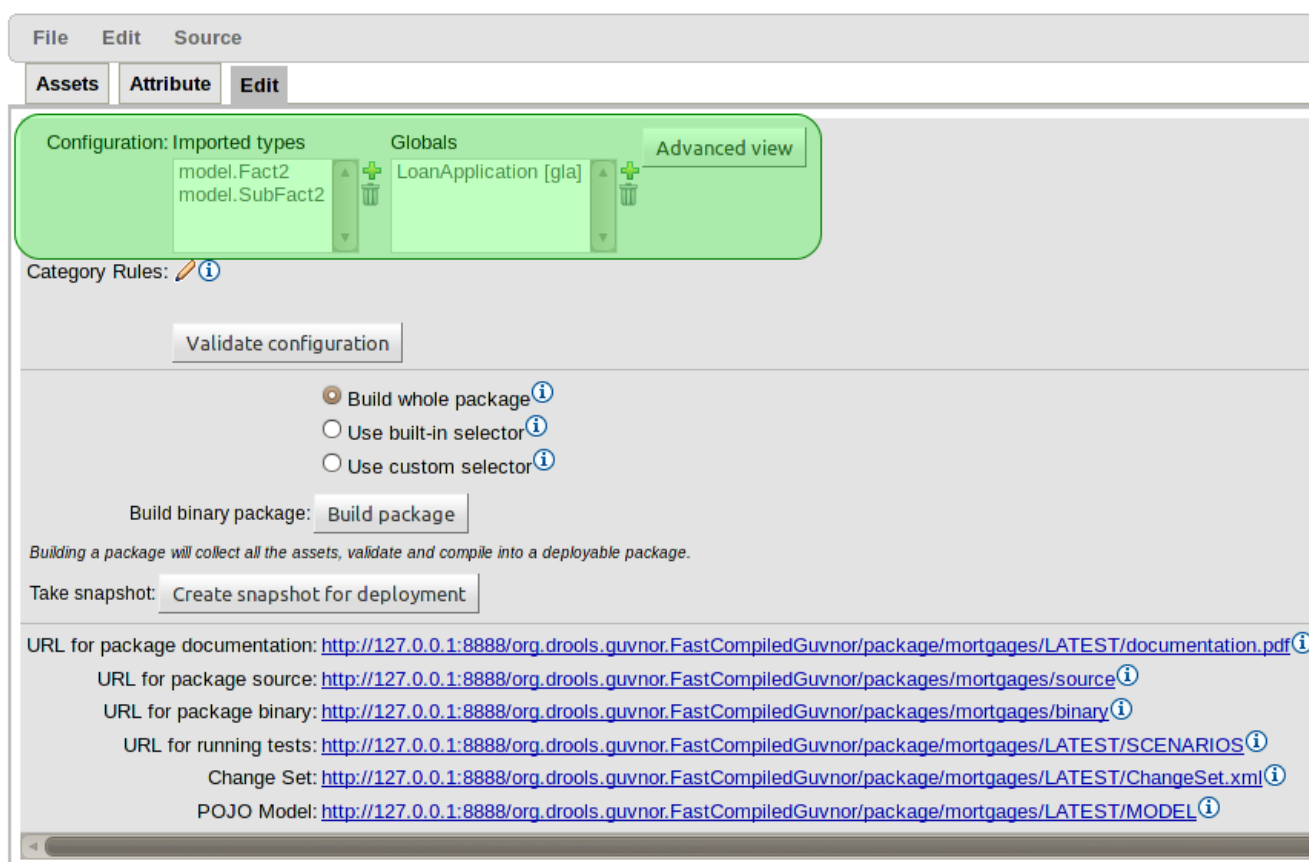 File Edit Source
Assets Attribute Edit
Configuration: Imported types Globals Advanced view
model.Fact2 LoanApplication [gla]
model.SubFact2
Category Rules:
Validate configuration
Build whole package
Use built-in selector
Use custom selector
Build binary package: Build package
Building a package will collect all the assets, validate and compile into a deployable package.
Take snapshot: Create snapshot for deployment
URL for package documentation: http://127.0.0.1:8888/org.drools.guvnor.FastCompiledGuvnor/package/mortgages/LATEST/documentation.pdf
URL for package source: http://127.0.0.1:8888/org.drools.guvnor.FastCompiledGuvnor/packages/mortgages/source
URL for package binary: http://127.0.0.1:8888/org.drools.guvnor.FastCompiledGuvnor/packages/mortgages/binary
URL for running tests: http://127.0.0.1:8888/org.drools.guvnor.FastCompiledGuvnor/package/mortgages/LATEST/SCENARIOS
Change Set: http://127.0.0.1:8888/org.drools.guvnor.FastCompiledGuvnor/package/mortgages/LATEST/ChangeSet.xml
POJO Model: http://127.0.0.1:8888/org.drools.guvnor.FastCompiledGuvnor/package/mortgages/LATEST/MODEL